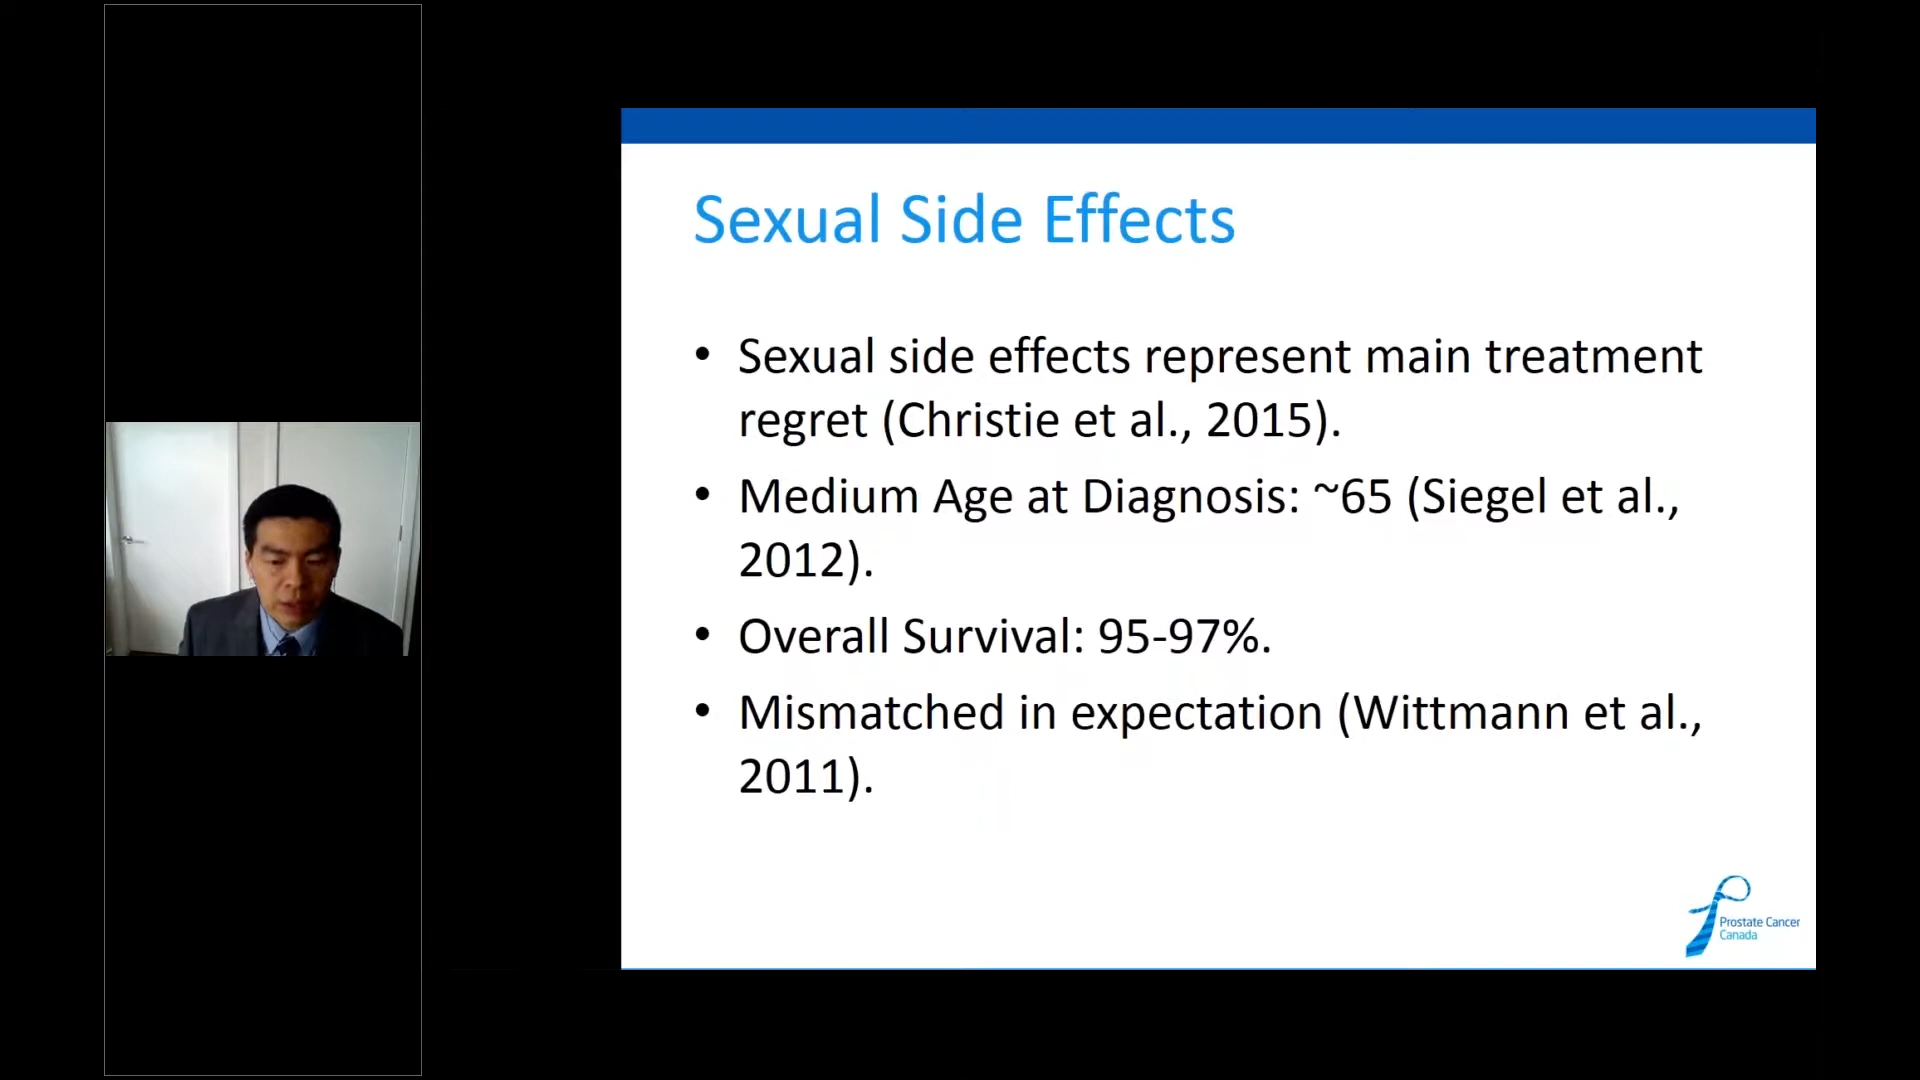 Sexual Side Effects
• Sexual side effects represent main treatment
regret (Christie et al., 2015).
• Medium Age at Diagnosis: ~65 (Siegel et al.,
2012).
• Overall Survival: 95-97%.
• Mismatched in expectation (Wittmann et al.,
2011).
Prostate Cancer
Canada